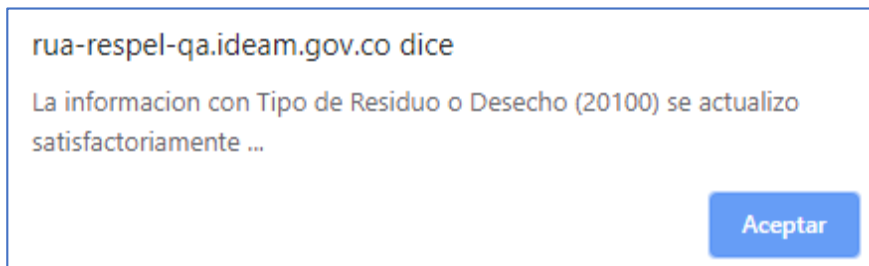 rua-respel-qa.ideam.gov.co dice
La informacion con Tipo de Residuo o Desecho (20100) se actualizo
satisfactoriamente ...
Aceptar